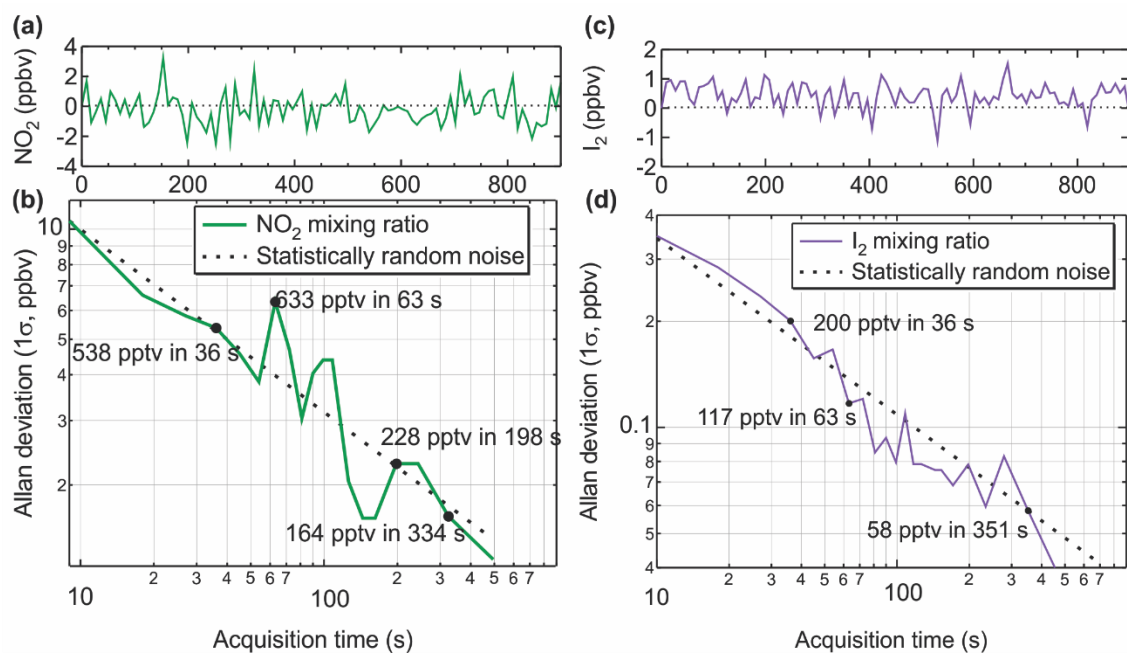 (a)
NO2 (ppbv)
4
2
0
-2
-4
0 200 400 600 800
(c)
I2 (ppbv)
2
1
0
-1
-2
0 200 400 600 800
(b)
Allan deviation (1σ, ppbv)
10
9
8
7
6
5
4
3
2
NO2 mixing ratio
Statistically random noise
633 pptv in 63 s
538 pptv in 36 s
228 pptv in 198 s
164 pptv in 334 s
2 3 4 5 6 7 2 3 4 5 6 7
10 100
Acquisition time (s)
(d)
Allan deviation (1σ, ppbv)
4
3
2
0.1
9
8
7
6
5
4
I2 mixing ratio
Statistically random noise
200 pptv in 36 s
117 pptv in 63 s
58 pptv in 351 s
2 3 4 5 6 7 2 3 4 5 6 7
10 100
Acquisition time (s)